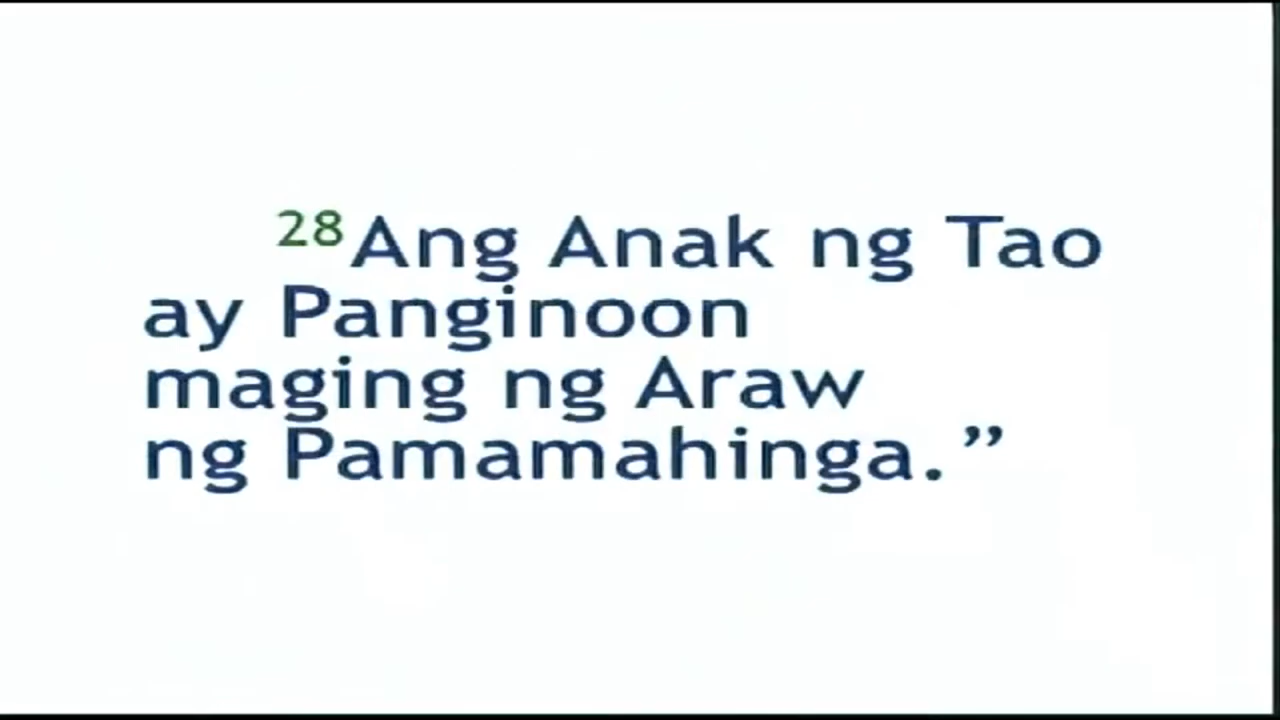 28Ang Anak ng Tao
ay Panginoon
maging ng Araw
ng Pamamahinga.”